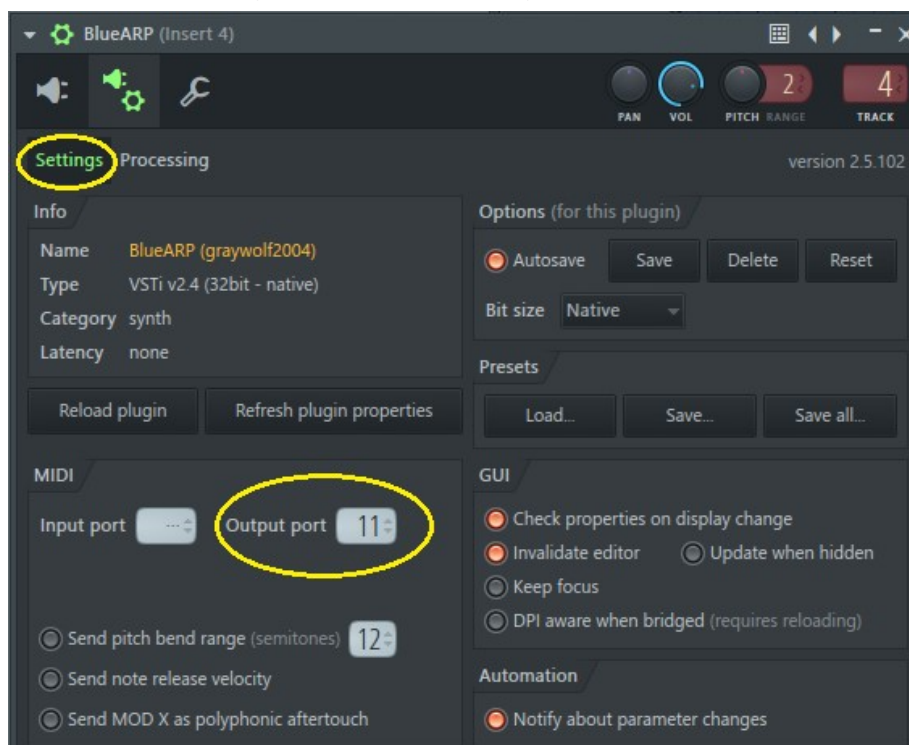 BlueARP (Insert 4)
2
4
PAN VOL PITCH RANGE TRACK
Settings Processing
version 2.5.102
Info
Name BlueARP (graywolf2004)
Type VSTi v2.4 (32bit - native)
Category synth
Latency none
Reload plugin Refresh plugin properties
MIDI
Input port --- Output port 11
Send pitch bend range (semitones) 12
Send note release velocity
Send MOD X as polyphonic aftertouch
Options (for this plugin)
Autosave Save Delete Reset
Bit size Native
Presets
Load... Save... Save all...
GUI
Check properties on display change
Invalidate editor Update when hidden
Keep focus
DPI aware when bridged (requires reloading)
Automation
Notify about parameter changes